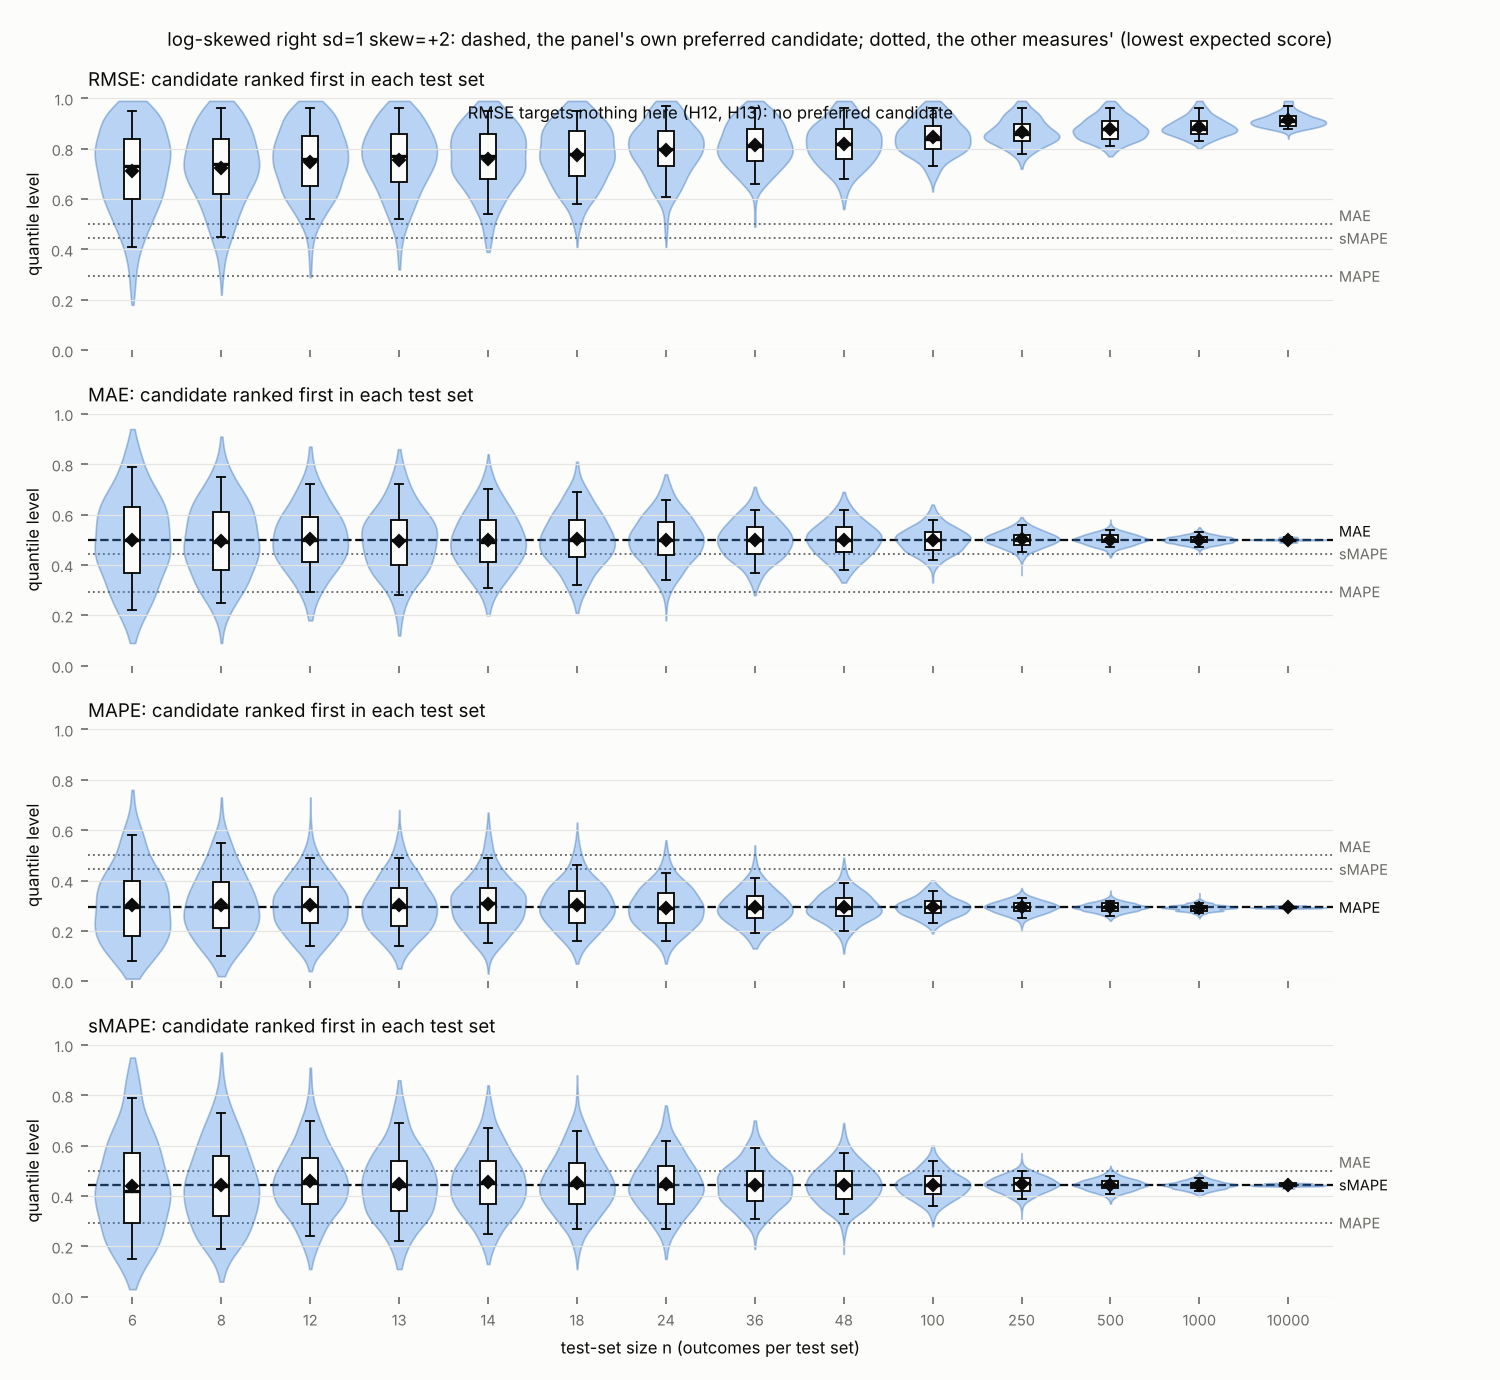 log-skewed right sd=1 skew=+2: dashed, the panel's own preferred candidate; dotted, the other measures' (lowest expected score)
RMSE: candidate ranked first in each test set
RMSE targets nothing here (H12, H13): no preferred candidate
quantile level
1.0
0.8
0.6
0.4
0.2
0.0
MAE
sMAPE
MAPE
MAE: candidate ranked first in each test set
quantile level
1.0
0.8
0.6
0.4
0.2
0.0
MAE
sMAPE
MAPE
MAPE: candidate ranked first in each test set
quantile level
1.0
0.8
0.6
0.4
0.2
0.0
MAE
sMAPE
MAPE
sMAPE: candidate ranked first in each test set
quantile level
1.0
0.8
0.6
0.4
0.2
0.0
MAE
sMAPE
MAPE
6 8 12 13 14 18 24 36 48 100 250 500 1000 10000
test-set size n (outcomes per test set)